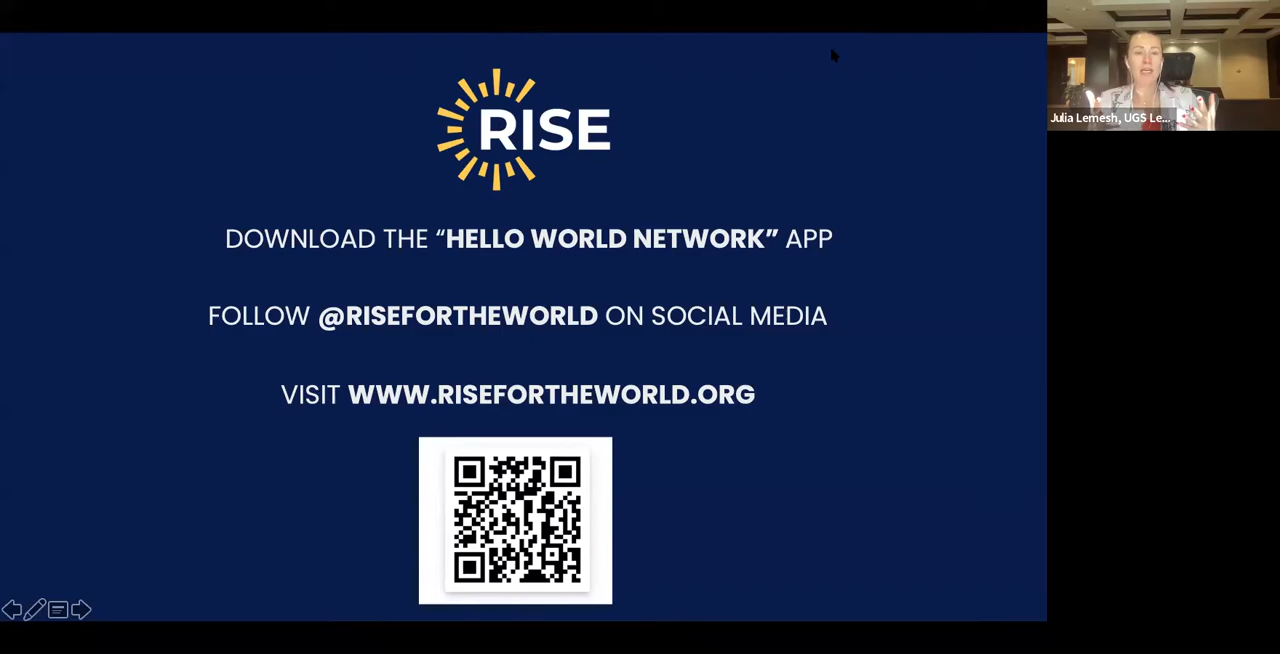 RISE
DOWNLOAD THE “HELLO WORLD NETWORK” APP
FOLLOW @RISEFORTHEWORLD ON SOCIAL MEDIA
VISIT WWW.RISEFORTHEWORLD.ORG
Julia Lemesh, UGS Le...